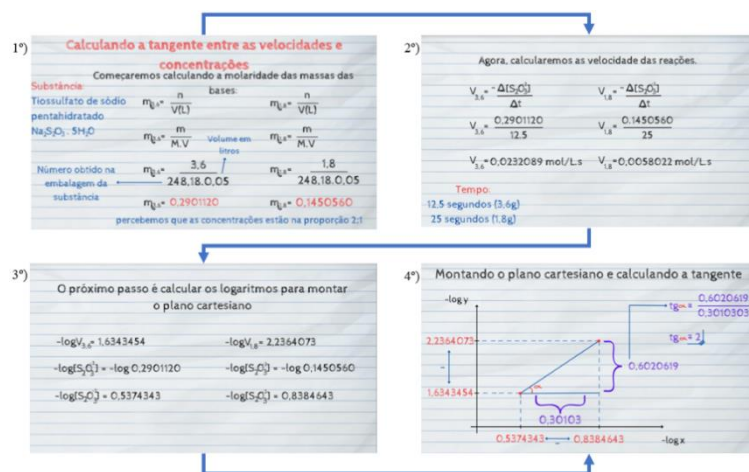 1º)
Calculando a tangente entre as velocidades e
concentrações
Começaremos calculando a molaridade das massas das
bases:
Substância:
Tiossulfato de sódio
pentahidratado
Na₂S₂O₃ . 5H₂O
Número obtido na
embalagem da
substância
m₃,₆= n/V(L)
m₁,₈= n/V(L)
m₃,₆= m/M.V
Volume em
litros
m₁,₈= m/M.V
m₃,₆= 3,6/248,18.0,05
m₁,₈= 1,8/248,18.0,05
m₃,₆= 0,2901120
m₁,₈= 0,1450560
percebemos que as concentrações estão na proporção 2:1
2º)
Agora, calcularemos as velocidade das reações.
V₃,₆= -Δ[S₂O₃²⁻]/Δt
V₁,₈= -Δ[S₂O₃²⁻]/Δt
V₃,₆= 0,2901120/12.5
V₁,₈= 0,1450560/25
V₃,₆= 0,0232089 mol/L.s
V₁,₈= 0,0058022 mol/L.s
Tempo:
12,5 segundos (3,6g)
25 segundos (1,8g)
3º)
O próximo passo é calcular os logaritmos para montar
o plano cartesiano
-logV₃,₆= 1,6343454
-logV₁,₈= 2,2364073
-log[S₂O₃²⁻] = -log 0,2901120
-log[S₂O₃²⁻] = -log 0,1450560
-log[S₂O₃²⁻] = 0,5374343
-log[S₂O₃²⁻] = 0,8384643
4º)
Montando o plano cartesiano e calculando a tangente
-log y
tgα= 0,6020619/0,3010303
tgα= 2
2,2364073
-
0,6020619
1,6343454
α
0,30103
0,5374343 - 0,8384643
-log x